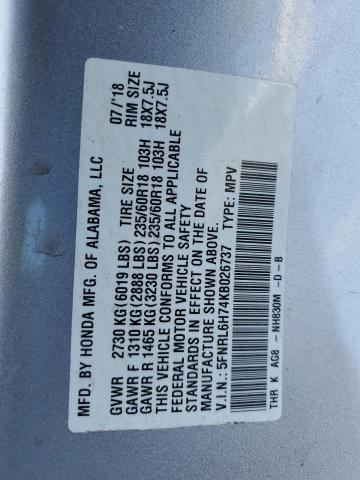 MFD. BY HONDA MFG. OF ALABAMA, LLC 07/'18
GVWR 2730 KG (6019 LBS) TIRE SIZE RIM SIZE
GAWR F 1310 KG (2888 LBS) 235/60R18 103H 18X7.5J
GAWR R 1465 KG (3230 LBS) 235/60R18 103H 18X7.5J
THIS VEHICLE CONFORMS TO ALL APPLICABLE
FEDERAL MOTOR VEHICLE SAFETY
STANDARDS IN EFFECT ON THE DATE OF
MANUFACTURE SHOWN ABOVE.
V.I.N.: 5FNRL6H74KB026737 TYPE: MPV
THR K AG8 - NH830M -D-B